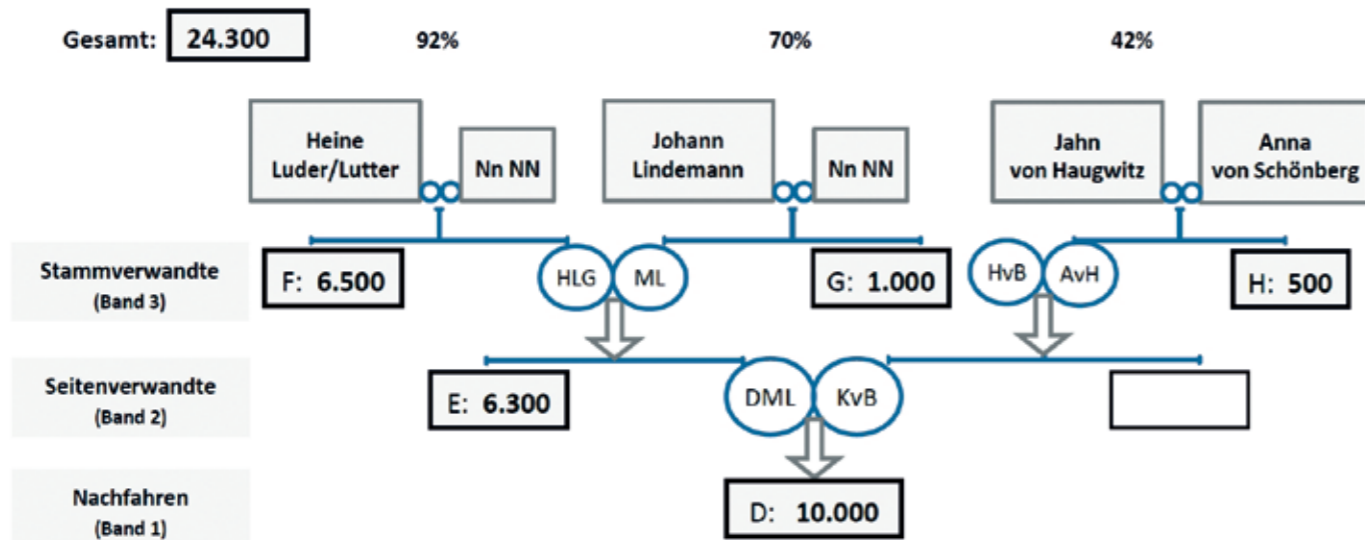 Gesamt: 24.300 92% 70% 42%
Heine
Luder/Lutter
Nn NN
Johann
Lindemann
Nn NN
Jahn
von Haugwitz
Anna
von Schönberg
Stammverwandte
(Band 3)
F: 6.500
HLG
ML
G: 1.000
HvB
AvH
H: 500
Seitenverwandte
(Band 2)
E: 6.300
DML
KvB
Nachfahren
(Band 1)
D: 10.000